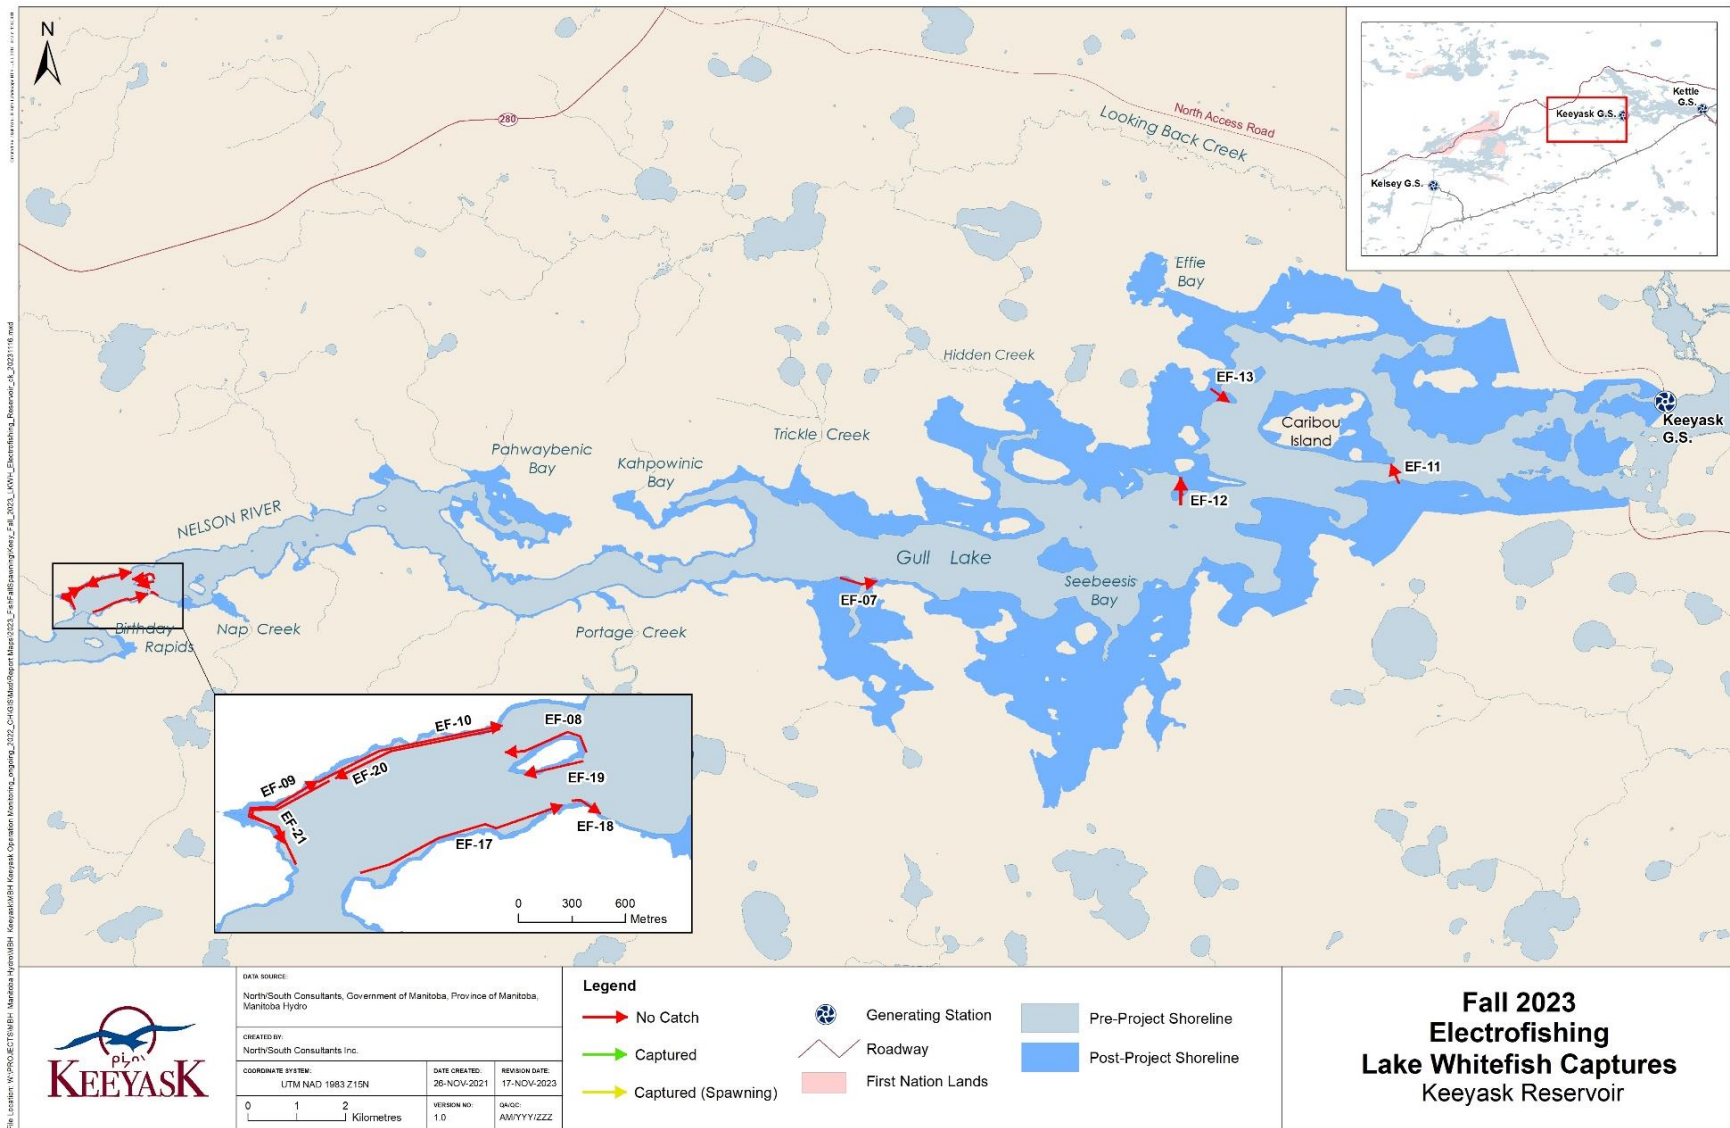 N
280
North Access Road
Looking Back Creek
Kettle
G.S.
Keeyask G.S.
Kelsey G.S.
Effie
Bay
Hidden Creek
EF-13
Caribou
Island
Keeyask
G.S.
Trickle Creek
Pahwaybenic
Bay
Kahpowinic
Bay
EF-11
EF-12
NELSON RIVER
Gull Lake
Seebeesis
Bay
EF-07
Birthday
Rapids
Nap Creek
Portage Creek
EF-10
EF-08
EF-09
EF-20
EF-19
EF-21
EF-17
EF-18
0 300 600
Metres
KEEYASK
DATA SOURCE:
North/South Consultants, Government of Manitoba, Province of Manitoba,
Manitoba Hydro
CREATED BY:
North/South Consultants Inc.
COORDINATE SYSTEM:
UTM NAD 1983 Z15N
DATE CREATED:
26-NOV-2021
REVISION DATE:
17-NOV-2023
0 1 2
Kilometres
VERSION NO:
1.0
QA/QC:
AM/YYY/ZZZ
Legend
No Catch
Captured
Captured (Spawning)
Generating Station
Roadway
First Nation Lands
Pre-Project Shoreline
Post-Project Shoreline
Fall 2023
Electrofishing
Lake Whitefish Captures
Keeyask Reservoir